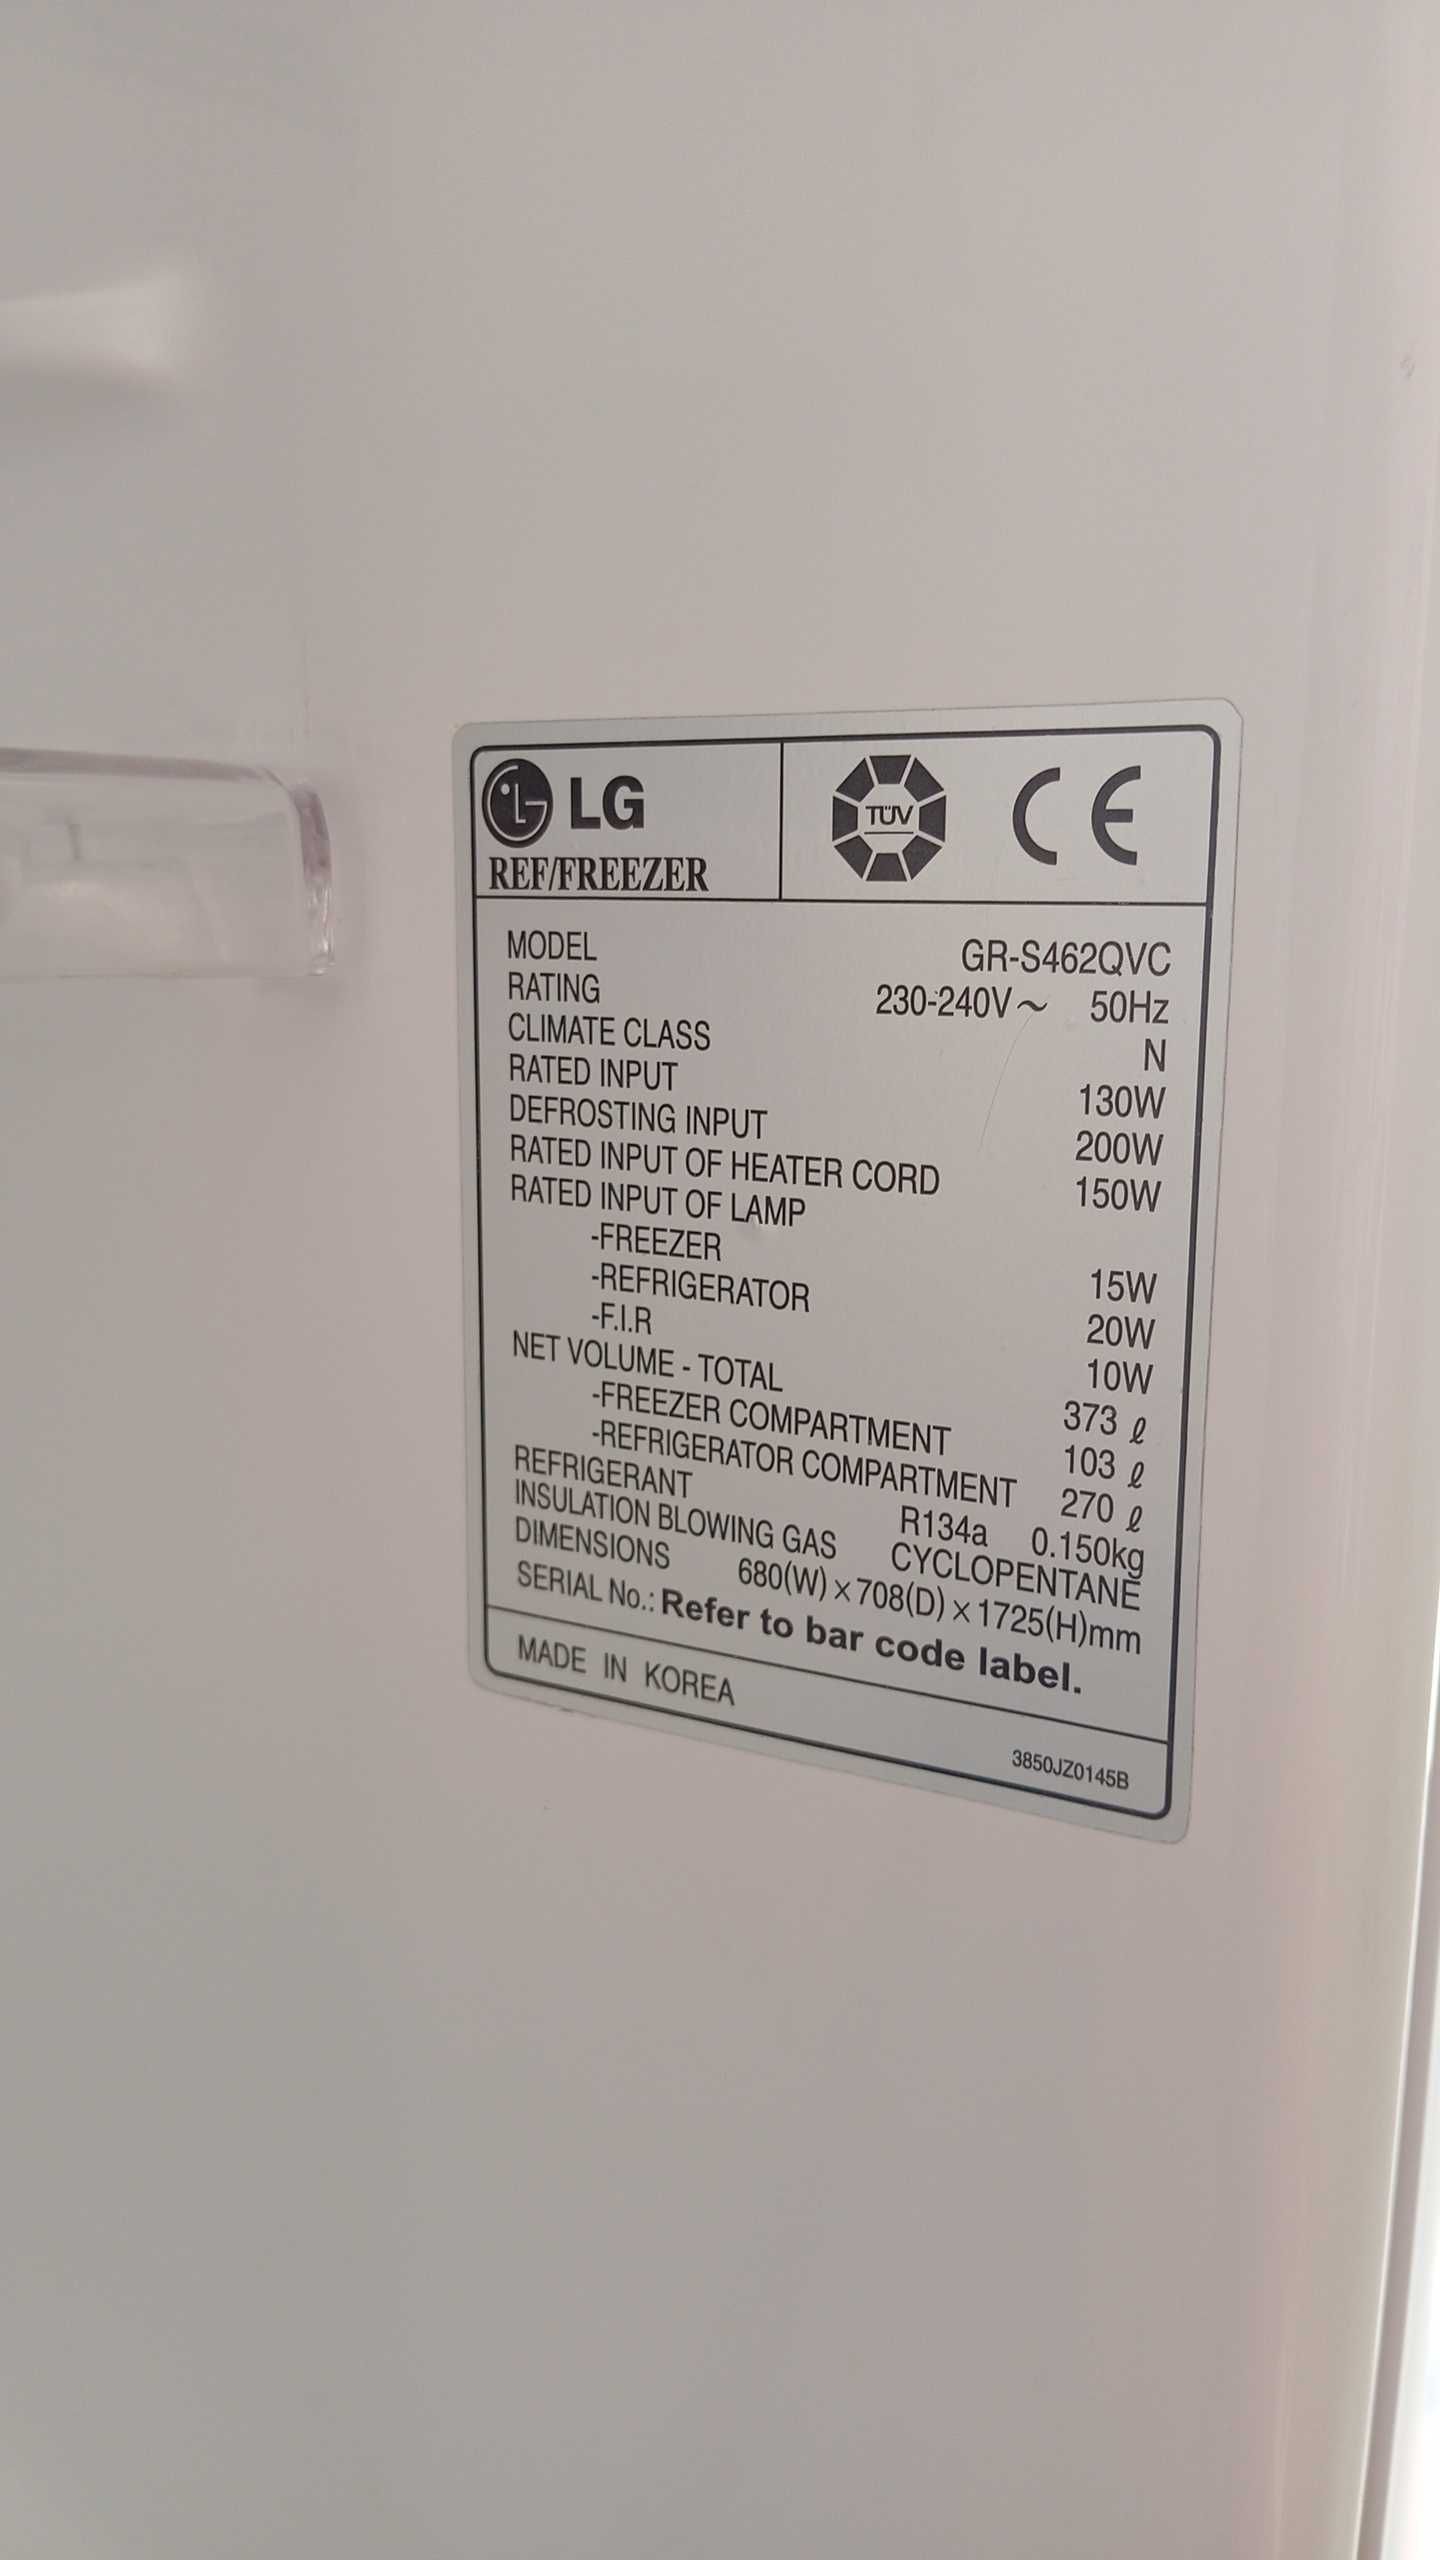 LG
REF/FREEZER
TÜV
CE
MODEL GR-S462QVC
RATING 230-240V~ 50Hz
CLIMATE CLASS N
RATED INPUT 130W
DEFROSTING INPUT 200W
RATED INPUT OF HEATER CORD 150W
RATED INPUT OF LAMP
-FREEZER 15W
-REFRIGERATOR 20W
-F.I.R 10W
NET VOLUME - TOTAL 373 ℓ
-FREEZER COMPARTMENT 103 ℓ
-REFRIGERATOR COMPARTMENT 270 ℓ
REFRIGERANT R134a 0.150kg
INSULATION BLOWING GAS CYCLOPENTANE
DIMENSIONS 680(W)×708(D)×1725(H)mm
SERIAL No.: Refer to bar code label.
MADE IN KOREA
3850JZ0145B